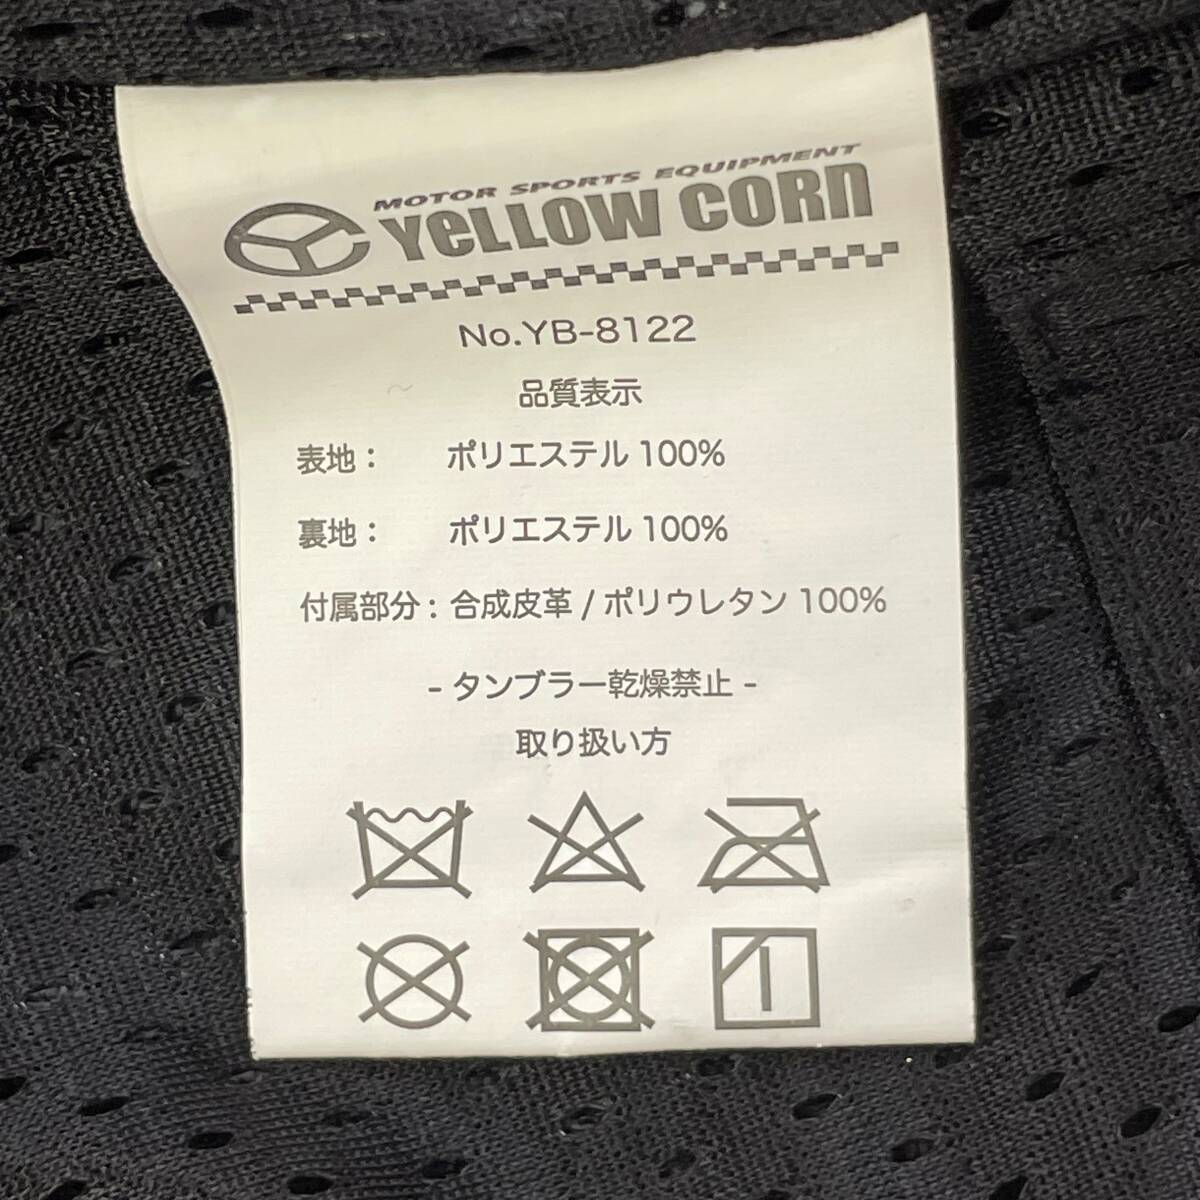 MOTOR SPORTS EQUIPMENT
YeLLOW CORn
No.YB-8122
品質表示
表地： ポリエステル 100%
裏地： ポリエステル 100%
付属部分 : 合成皮革 / ポリウレタン 100%
- タンブラー乾燥禁止 -
取り扱い方